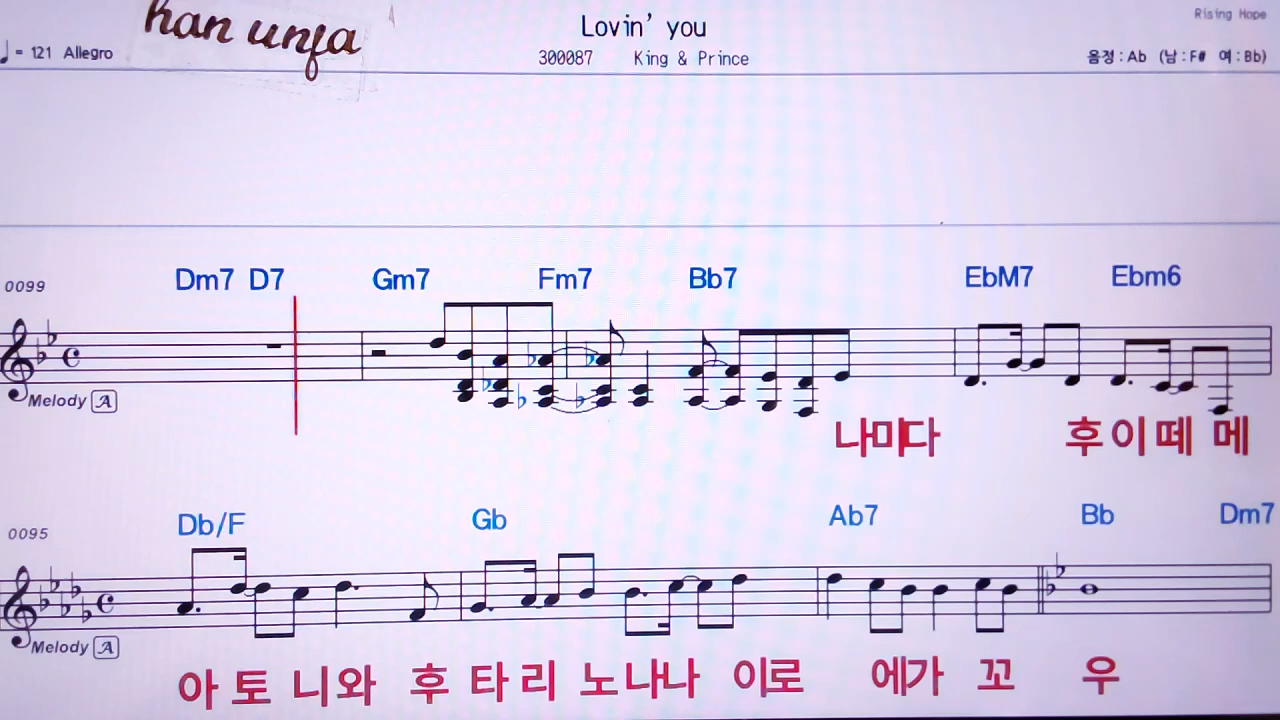 han unja
Lovin' you
Rising Hope
♩= 121 Allegro
300087 King & Prince
음정:Ab (남:F# 여:Bb)
0099
Dm7 D7 Gm7 Fm7 Bb7 EbM7 Ebm6
Melody A
나미다 후이떼 메
0095
Db/F Gb Ab7 Bb Dm7
Melody A
아토니와 후타리노나나 이로 에가 꼬 우